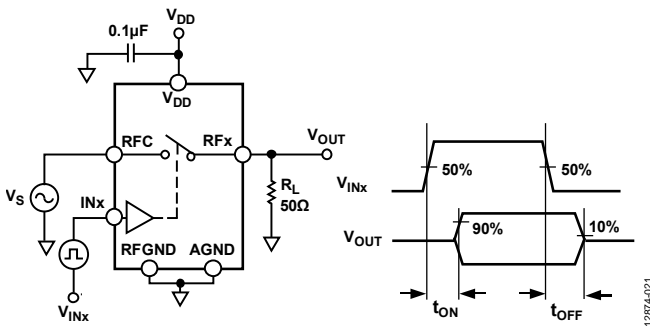 VDD
0.1µF
VDD
RFC
RFx
VOUT
VS
INx
RL
50Ω
RFGND
AGND
VINx
VINx
50%
50%
VOUT
90%
10%
tON
tOFF
12874-021